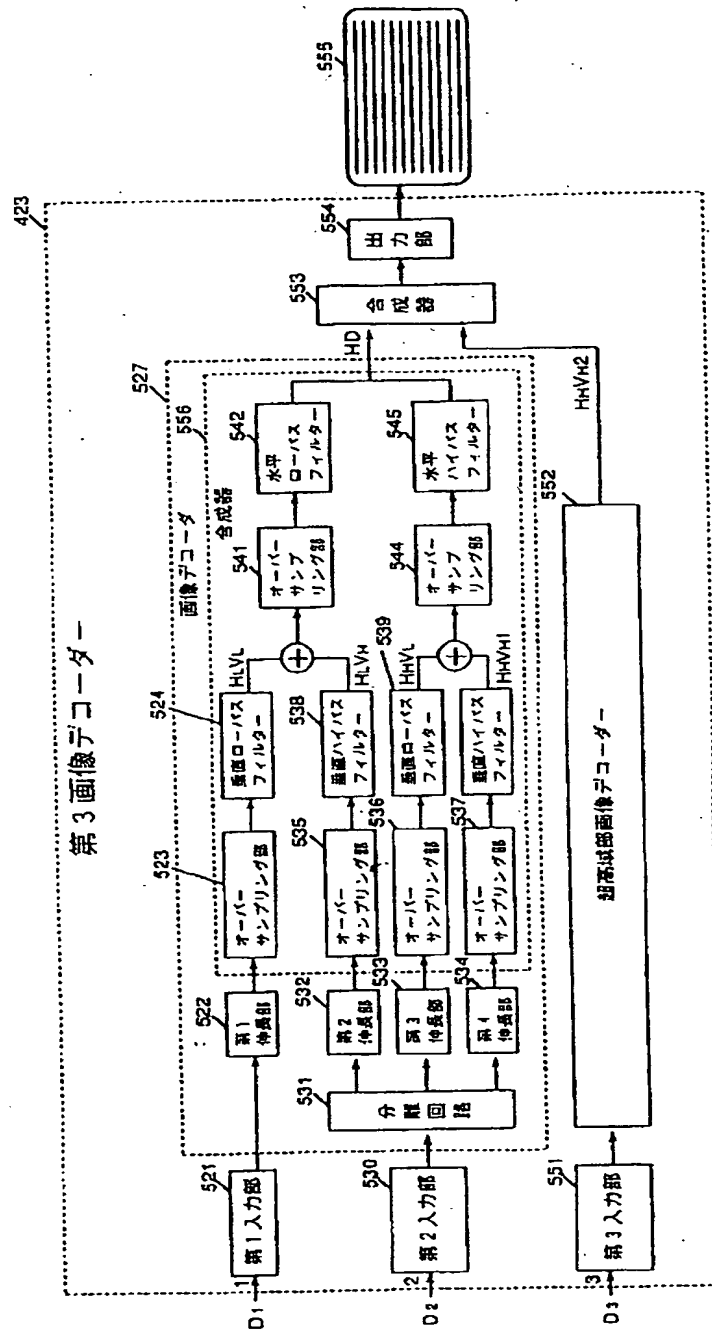 第3画像デコーダー
423
527
画像デコーダ
556
合成器
D1
1
521
第1入力部
522
第1
伸長部
523
オーバー
サンプリング部
524
垂直ローパス
フィルター
HLVL
541
オーバー
サンプ
リング部
542
水平
ローパス
フィルター
HD
553
合成器
554
出力部
555
D2
2
530
第2入力部
531
分離回路
532
第2
伸長部
535
オーバー
サンプリング部
538
垂直ハイパス
フィルター
HLVH
533
第3
伸長部
536
オーバー
サンプリング部
539
垂直ローパス
フィルター
HHVL
544
オーバー
サンプ
リング部
545
水平
ハイパス
フィルター
534
第4
伸長部
537
オーバー
サンプリング部
垂直ハイパス
フィルター
HHVH1
D3
3
551
第3入力部
552
超高域部画像デコーダー
HHVH2